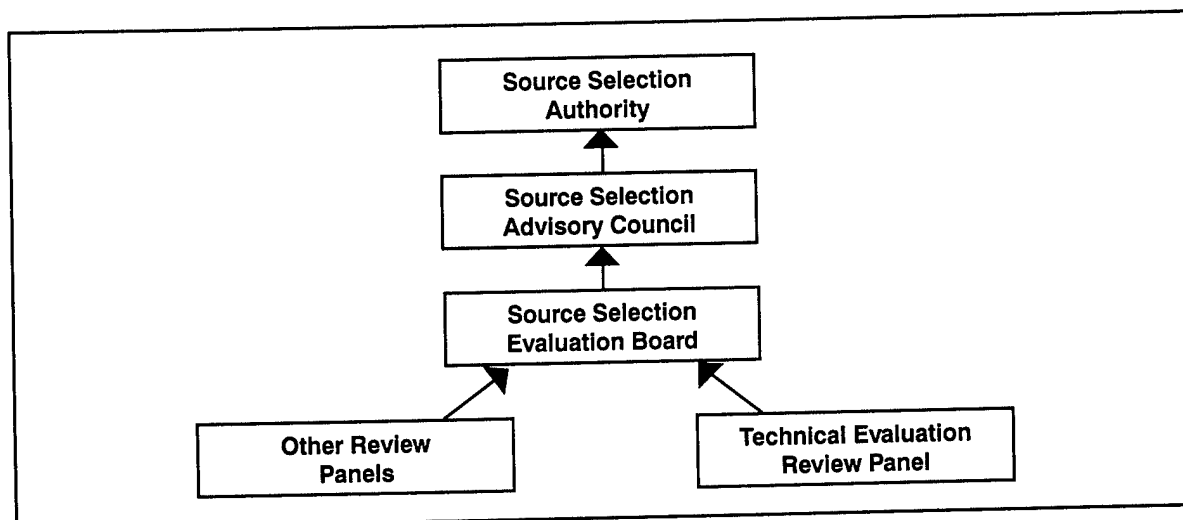 Source Selection
Authority
Source Selection
Advisory Council
Source Selection
Evaluation Board
Other Review
Panels
Technical Evaluation
Review Panel